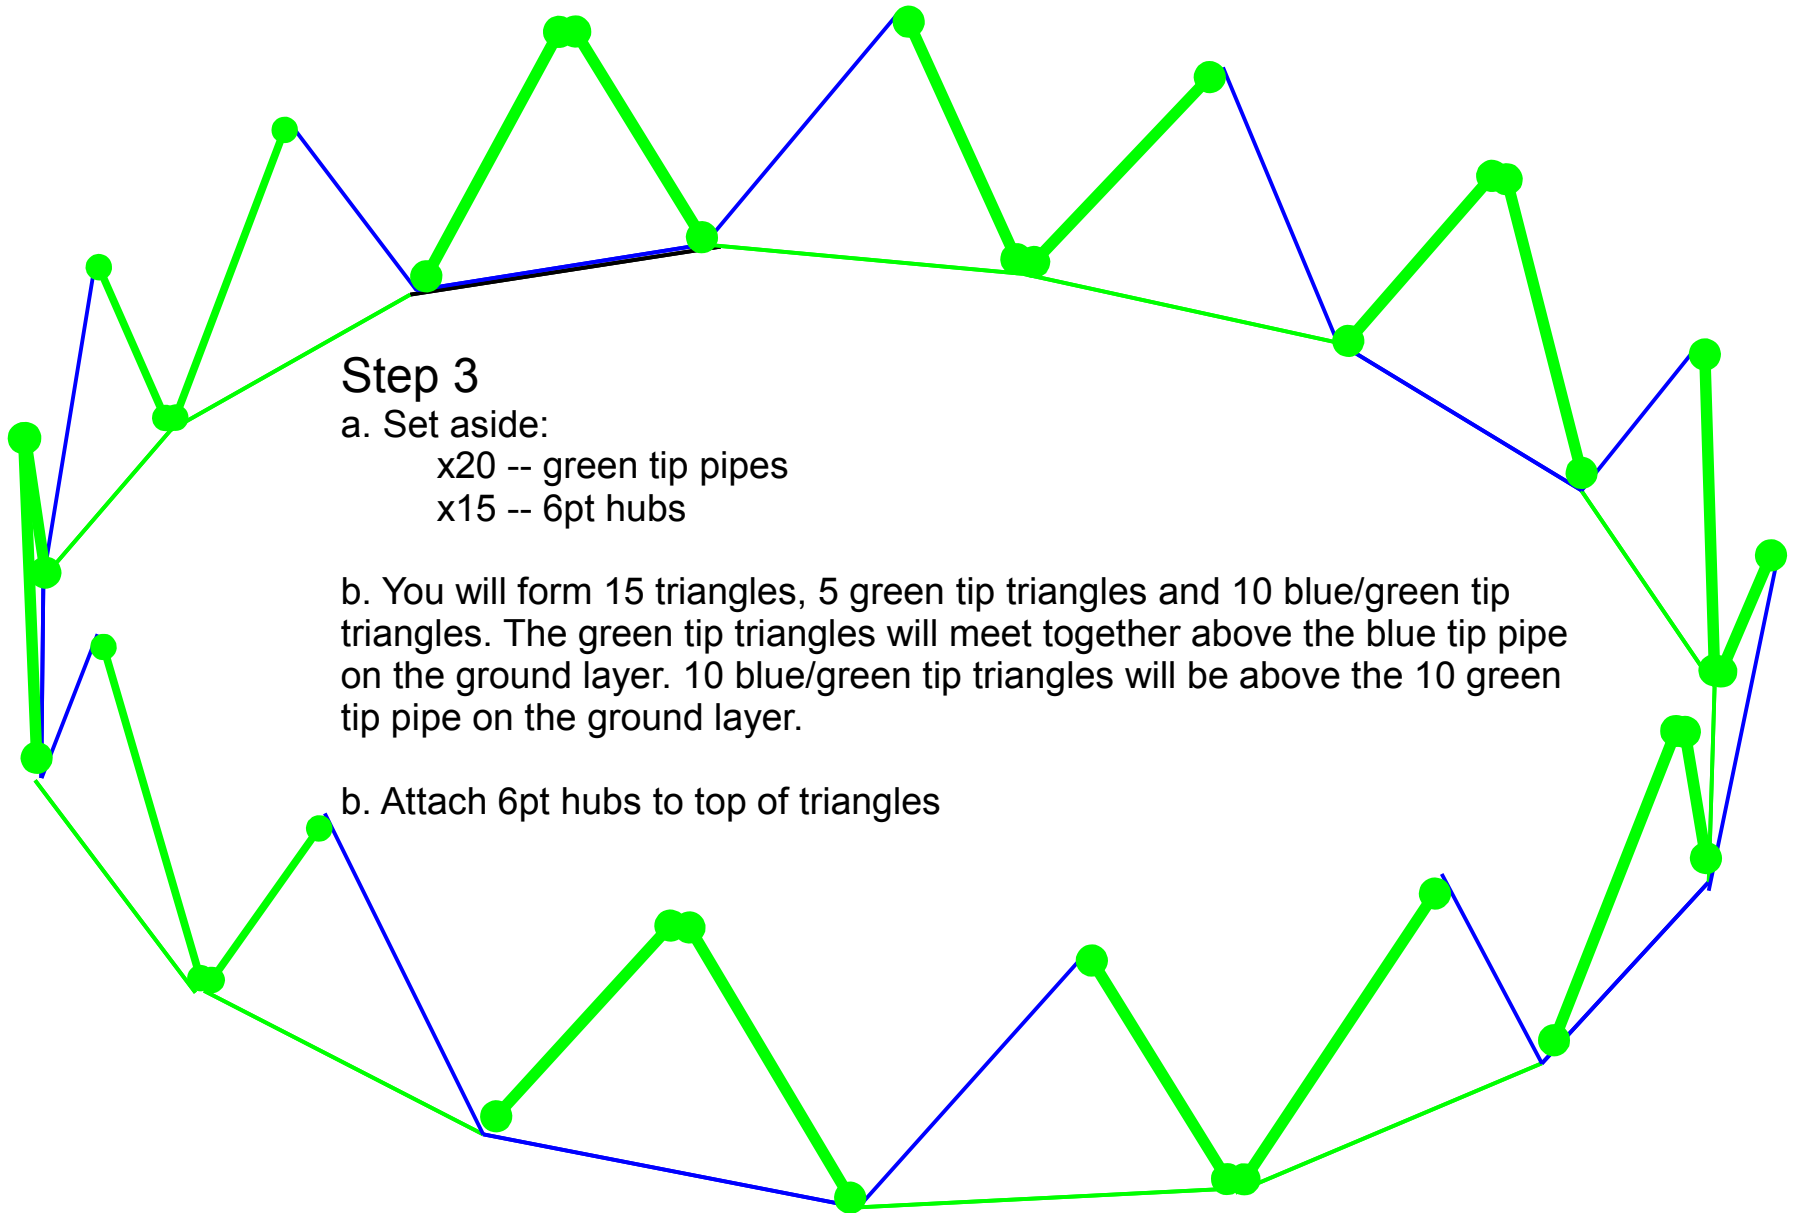 Step 3
a. Set aside:
x20 -- green tip pipes
x15 -- 6pt hubs
b. You will form 15 triangles, 5 green tip triangles and 10 blue/green tip
triangles. The green tip triangles will meet together above the blue tip pipe
on the ground layer. 10 blue/green tip triangles will be above the 10 green
tip pipe on the ground layer.
b. Attach 6pt hubs to top of triangles